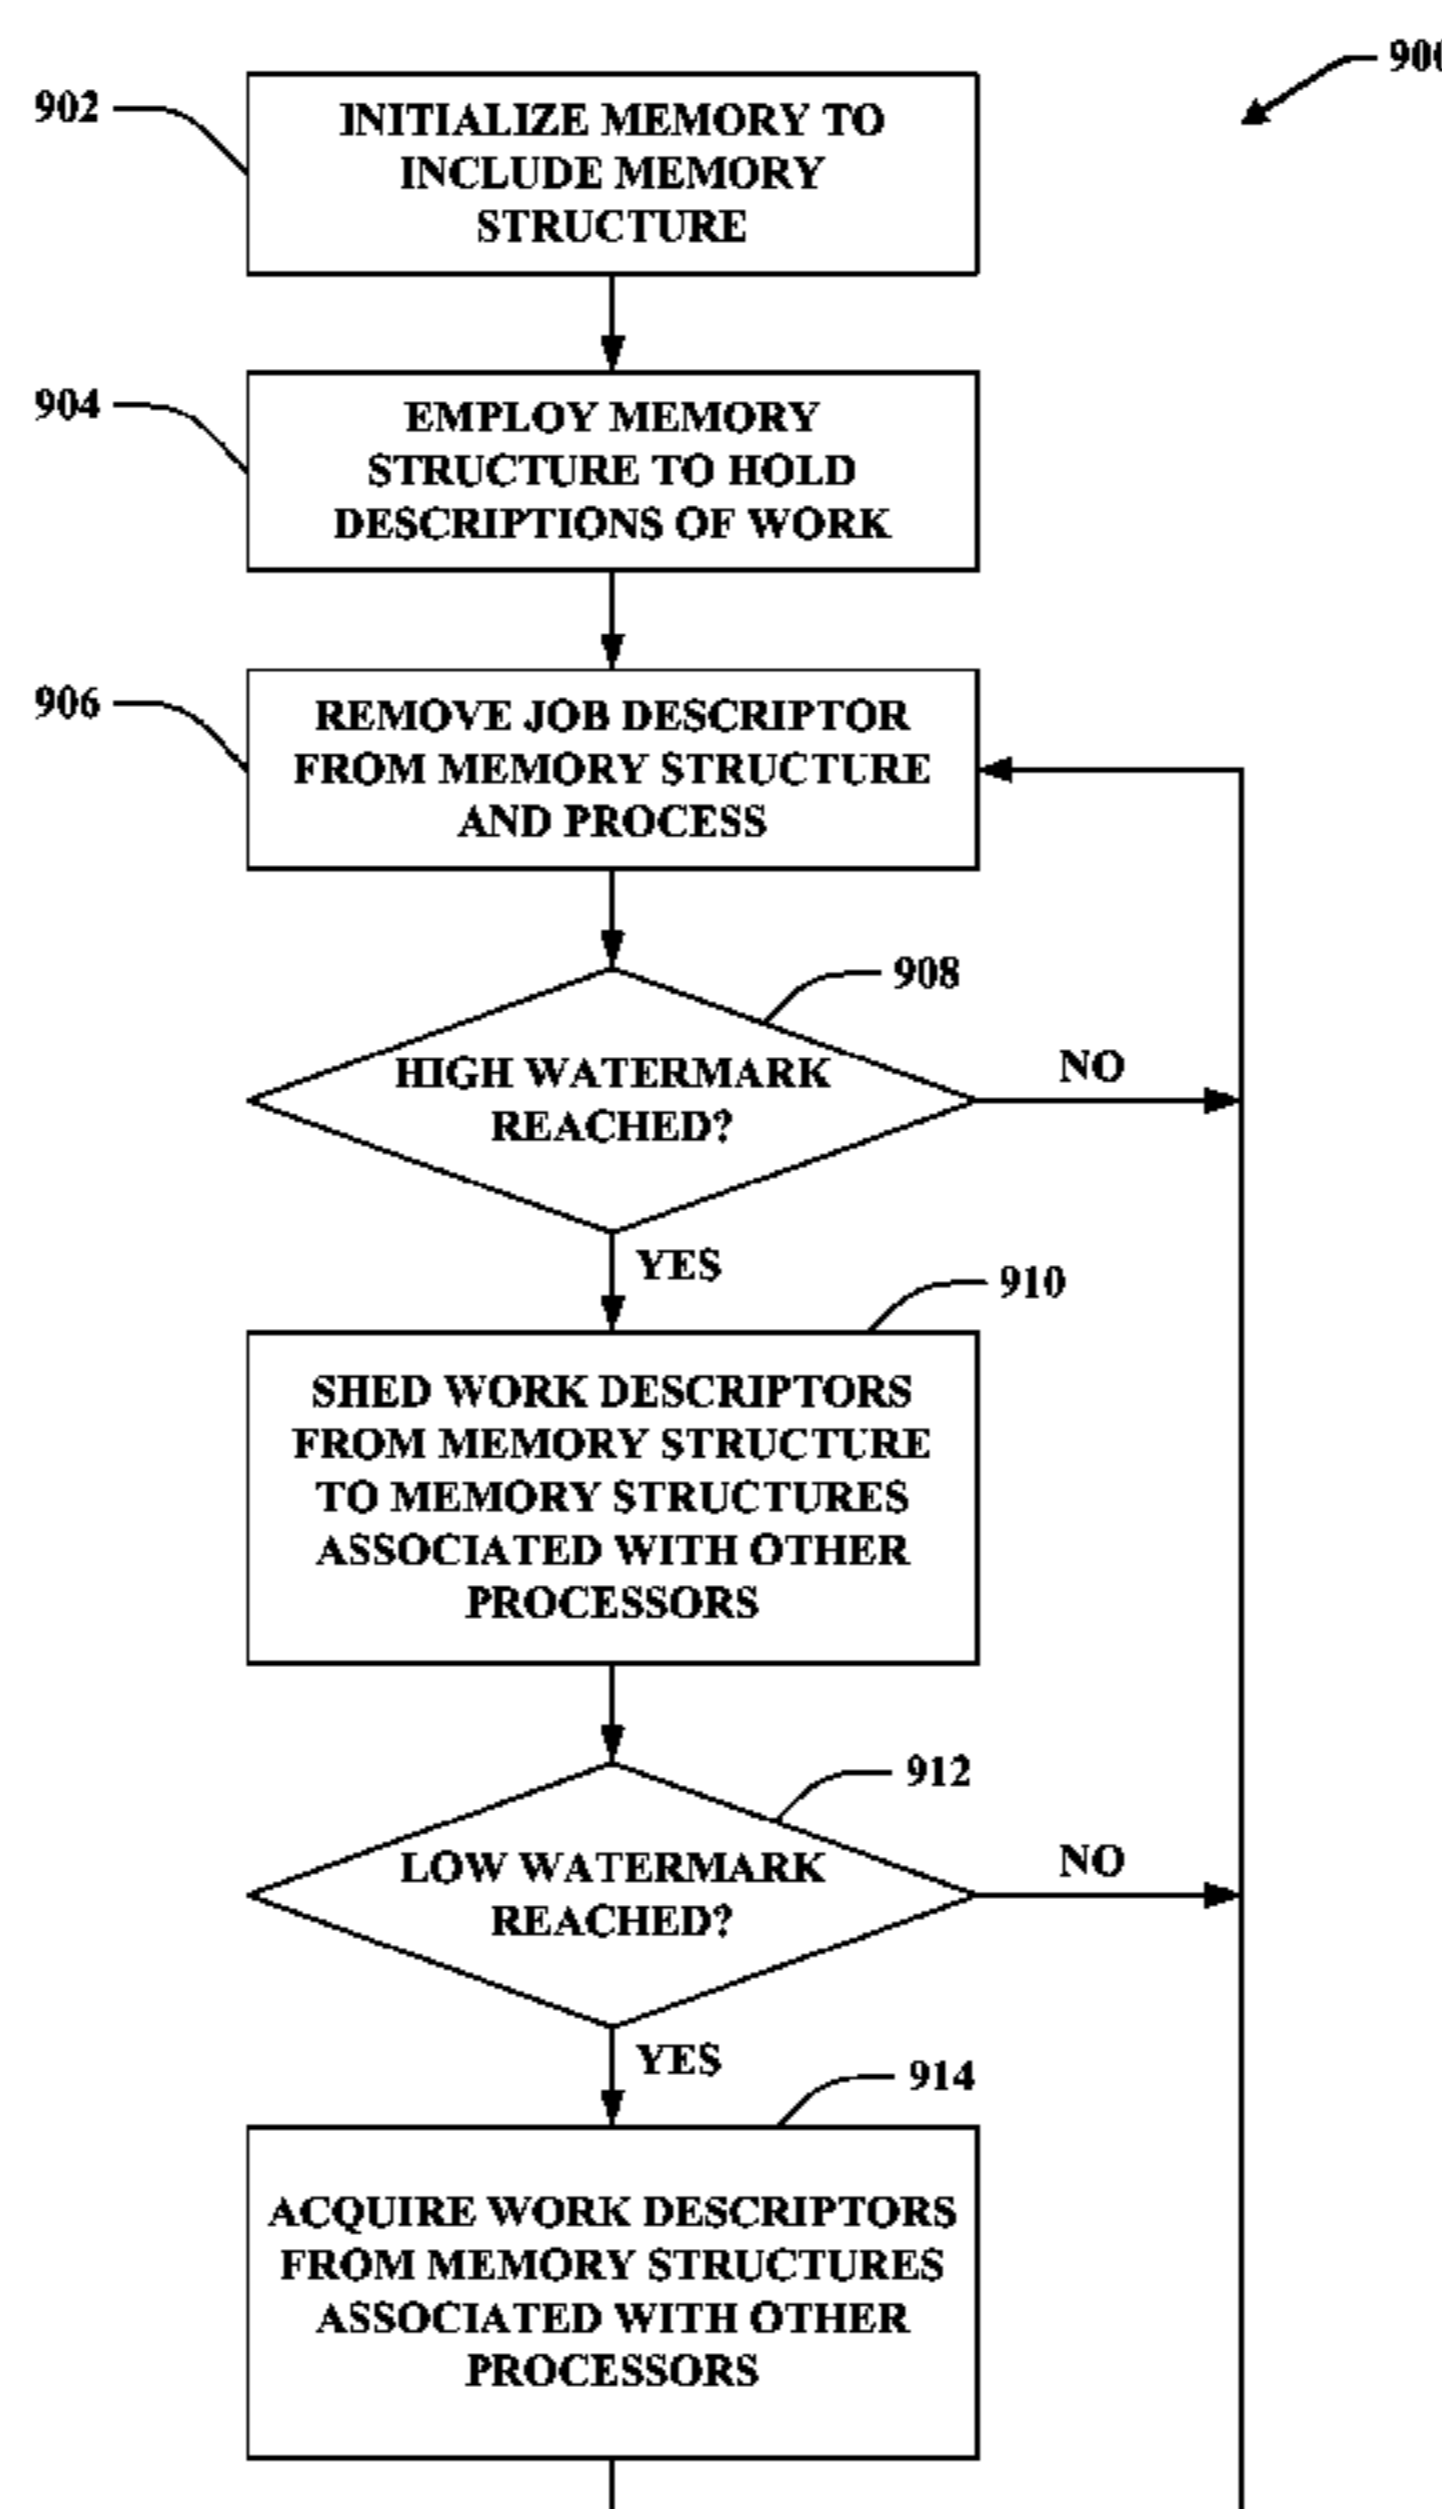 900
902
INITIALIZE MEMORY TO
INCLUDE MEMORY
STRUCTURE
904
EMPLOY MEMORY
STRUCTURE TO HOLD
DESCRIPTIONS OF WORK
906
REMOVE JOB DESCRIPTOR
FROM MEMORY STRUCTURE
AND PROCESS
908
HIGH WATERMARK
REACHED?
NO
YES
910
SHED WORK DESCRIPTORS
FROM MEMORY STRUCTURE
TO MEMORY STRUCTURES
ASSOCIATED WITH OTHER
PROCESSORS
912
LOW WATERMARK
REACHED?
NO
YES
914
ACQUIRE WORK DESCRIPTORS
FROM MEMORY STRUCTURES
ASSOCIATED WITH OTHER
PROCESSORS